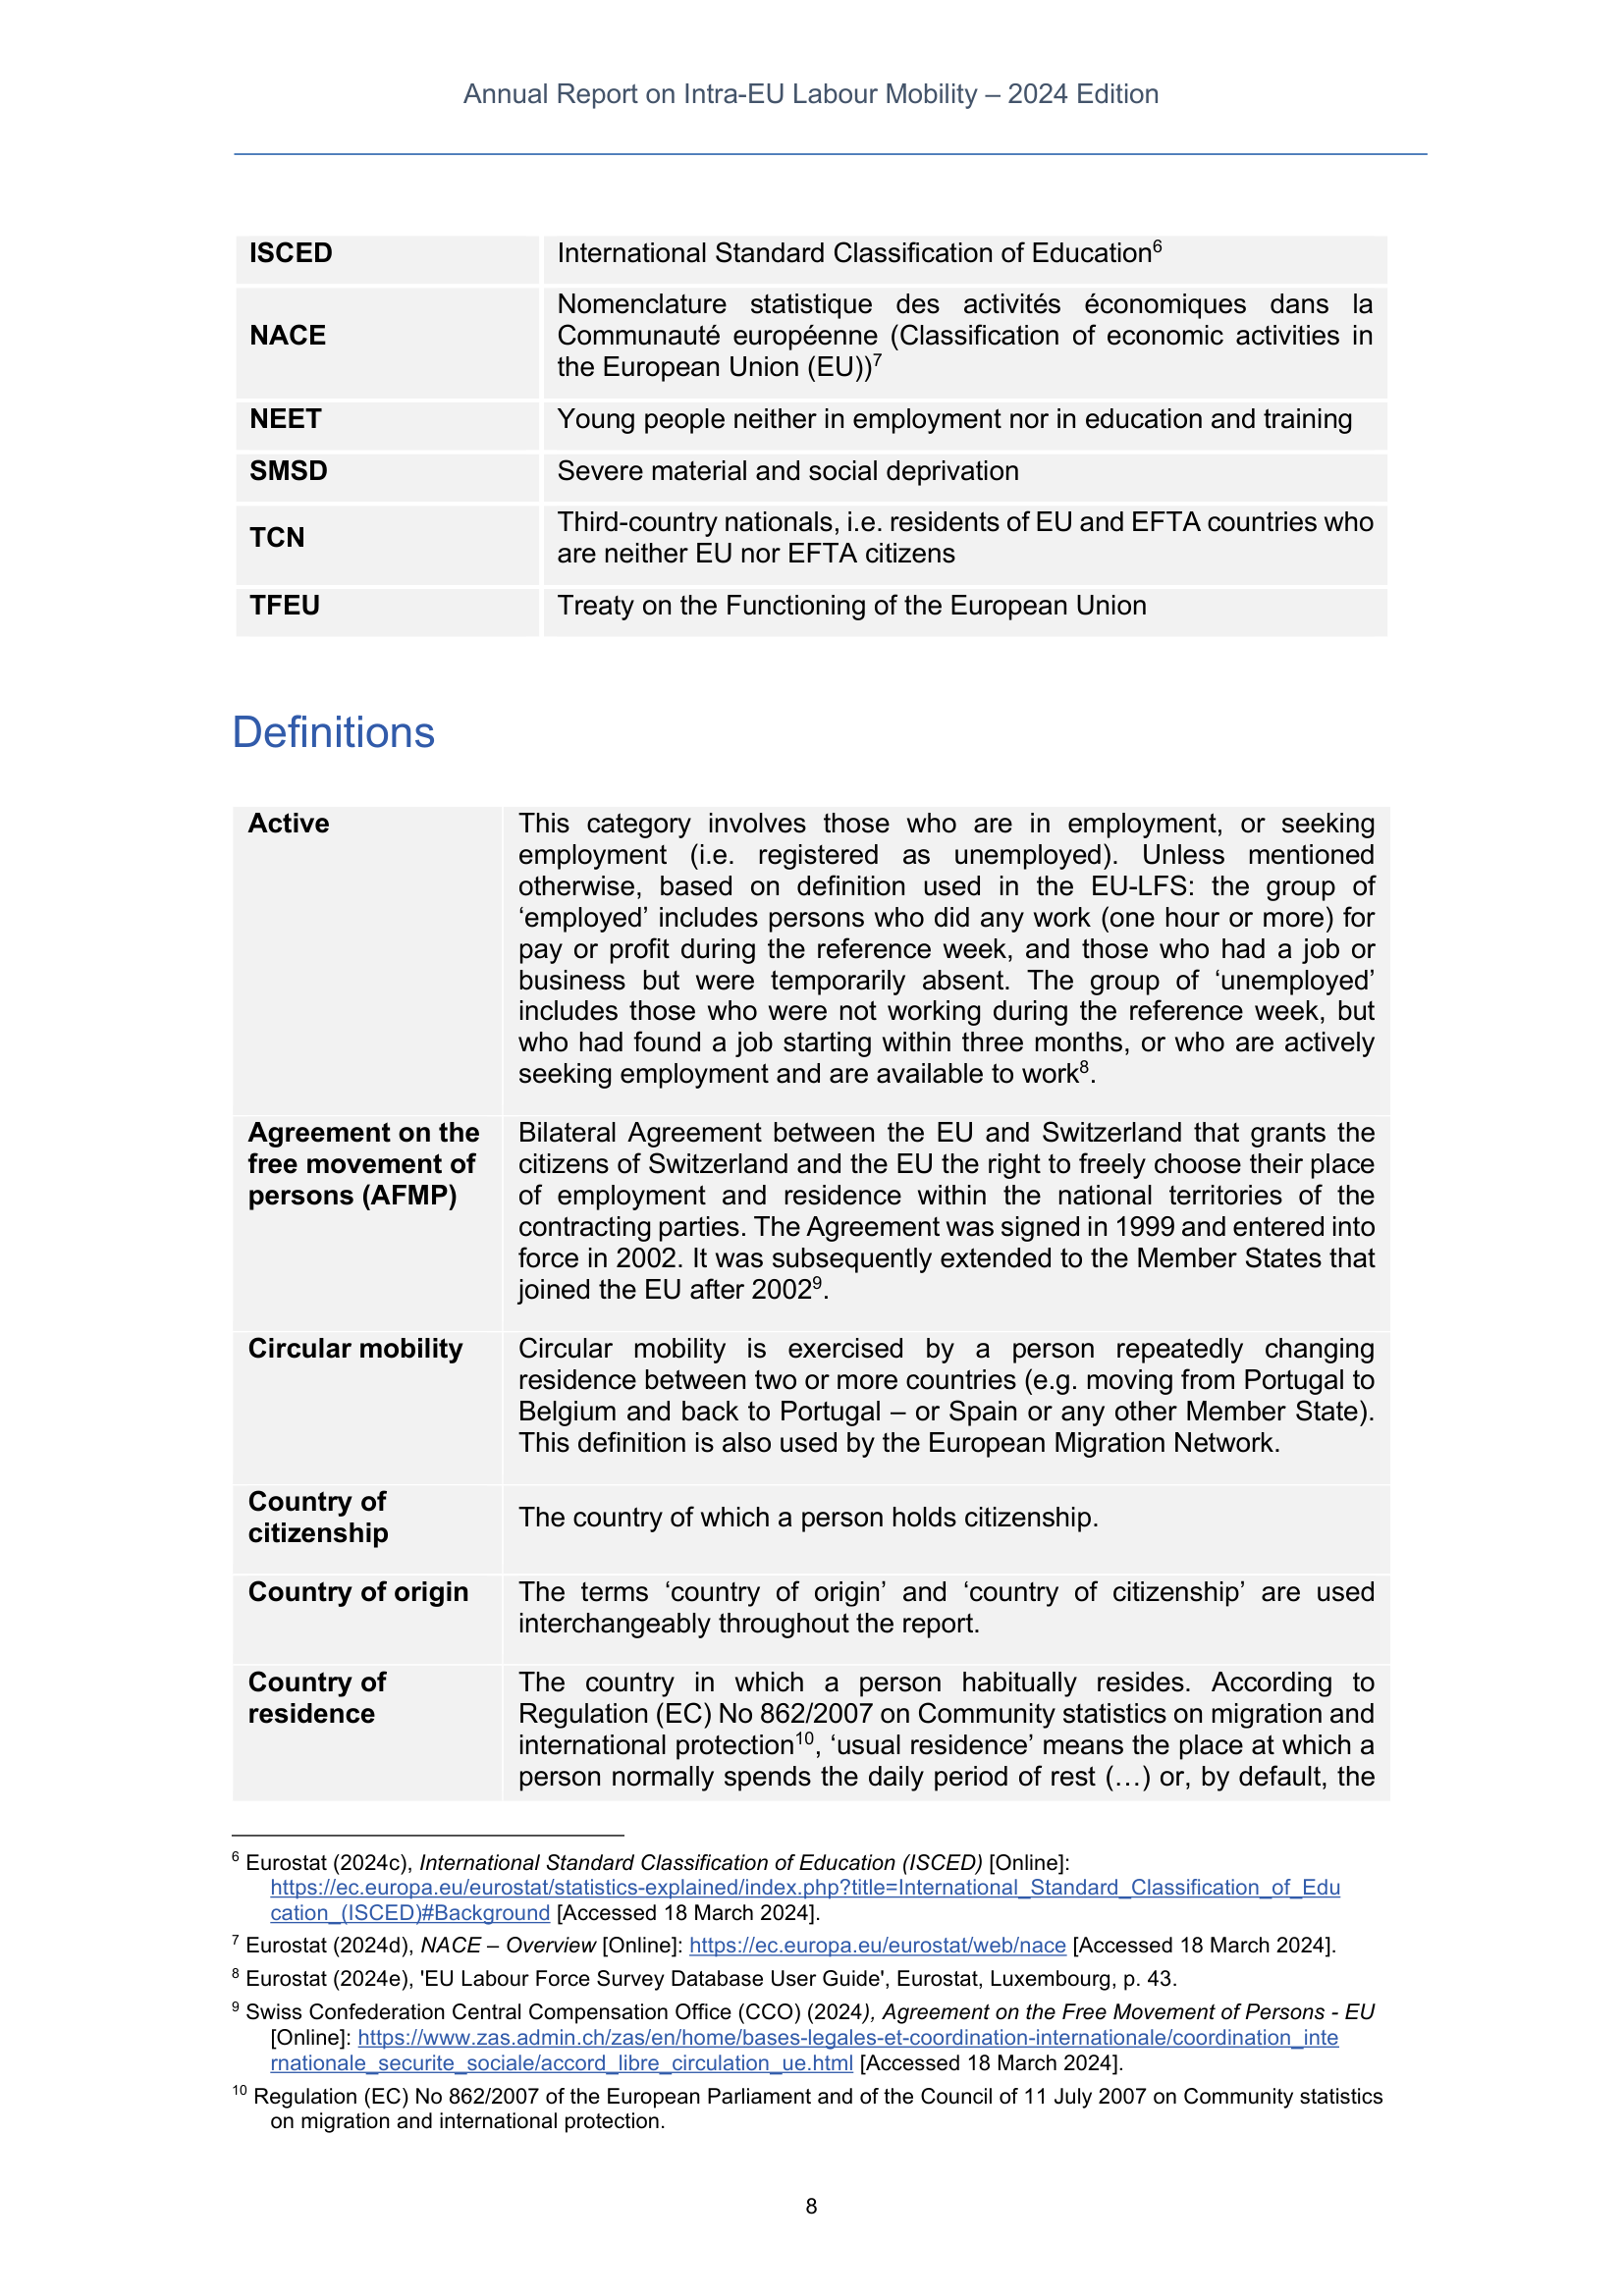 Annual Report on Intra-EU Labour Mobility – 2024 Edition
ISCED
International Standard Classification of Education6
NACE
Nomenclature statistique des activités économiques dans la
Communauté européenne (Classification of economic activities in
the European Union (EU))7
NEET
Young people neither in employment nor in education and training
SMSD
Severe material and social deprivation
TCN
Third-country nationals, i.e. residents of EU and EFTA countries who
are neither EU nor EFTA citizens
TFEU
Treaty on the Functioning of the European Union
Definitions
Active
This category involves those who are in employment, or seeking
employment (i.e. registered as unemployed). Unless mentioned
otherwise, based on definition used in the EU-LFS: the group of
‘employed’ includes persons who did any work (one hour or more) for
pay or profit during the reference week, and those who had a job or
business but were temporarily absent. The group of ‘unemployed’
includes those who were not working during the reference week, but
who had found a job starting within three months, or who are actively
seeking employment and are available to work8.
Agreement on the
free movement of
persons (AFMP)
Bilateral Agreement between the EU and Switzerland that grants the
citizens of Switzerland and the EU the right to freely choose their place
of employment and residence within the national territories of the
contracting parties. The Agreement was signed in 1999 and entered into
force in 2002. It was subsequently extended to the Member States that
joined the EU after 20029.
Circular mobility
Circular mobility is exercised by a person repeatedly changing
residence between two or more countries (e.g. moving from Portugal to
Belgium and back to Portugal – or Spain or any other Member State).
This definition is also used by the European Migration Network.
Country of
citizenship
The country of which a person holds citizenship.
Country of origin
The terms ‘country of origin’ and ‘country of citizenship’ are used
interchangeably throughout the report.
Country of
residence
The country in which a person habitually resides. According to
Regulation (EC) No 862/2007 on Community statistics on migration and
international protection10, ‘usual residence’ means the place at which a
person normally spends the daily period of rest (…) or, by default, the
6 Eurostat (2024c), International Standard Classification of Education (ISCED) [Online]:
https://ec.europa.eu/eurostat/statistics-explained/index.php?title=International_Standard_Classification_of_Edu
cation_(ISCED)#Background [Accessed 18 March 2024].
7 Eurostat (2024d), NACE – Overview [Online]: https://ec.europa.eu/eurostat/web/nace [Accessed 18 March 2024].
8 Eurostat (2024e), 'EU Labour Force Survey Database User Guide', Eurostat, Luxembourg, p. 43.
9 Swiss Confederation Central Compensation Office (CCO) (2024), Agreement on the Free Movement of Persons - EU
[Online]: https://www.zas.admin.ch/zas/en/home/bases-legales-et-coordination-internationale/coordination_inte
rnationale_securite_sociale/accord_libre_circulation_ue.html [Accessed 18 March 2024].
10 Regulation (EC) No 862/2007 of the European Parliament and of the Council of 11 July 2007 on Community statistics
on migration and international protection.
8